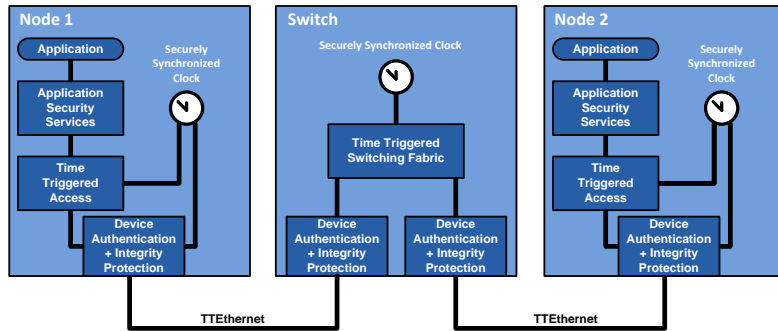 Node 1
Application
Securely
Synchronized
Clock
Application
Security
Services
Time
Triggered
Access
Device
Authentication
+ Integrity
Protection
Switch
Securely Synchronized Clock
Time Triggered
Switching Fabric
Device
Authentication
+ Integrity
Protection
Device
Authentication
+ Integrity
Protection
Node 2
Application
Securely
Synchronized
Clock
Application
Security
Services
Time
Triggered
Access
Device
Authentication
+ Integrity
Protection
TTEthernet
TTEthernet